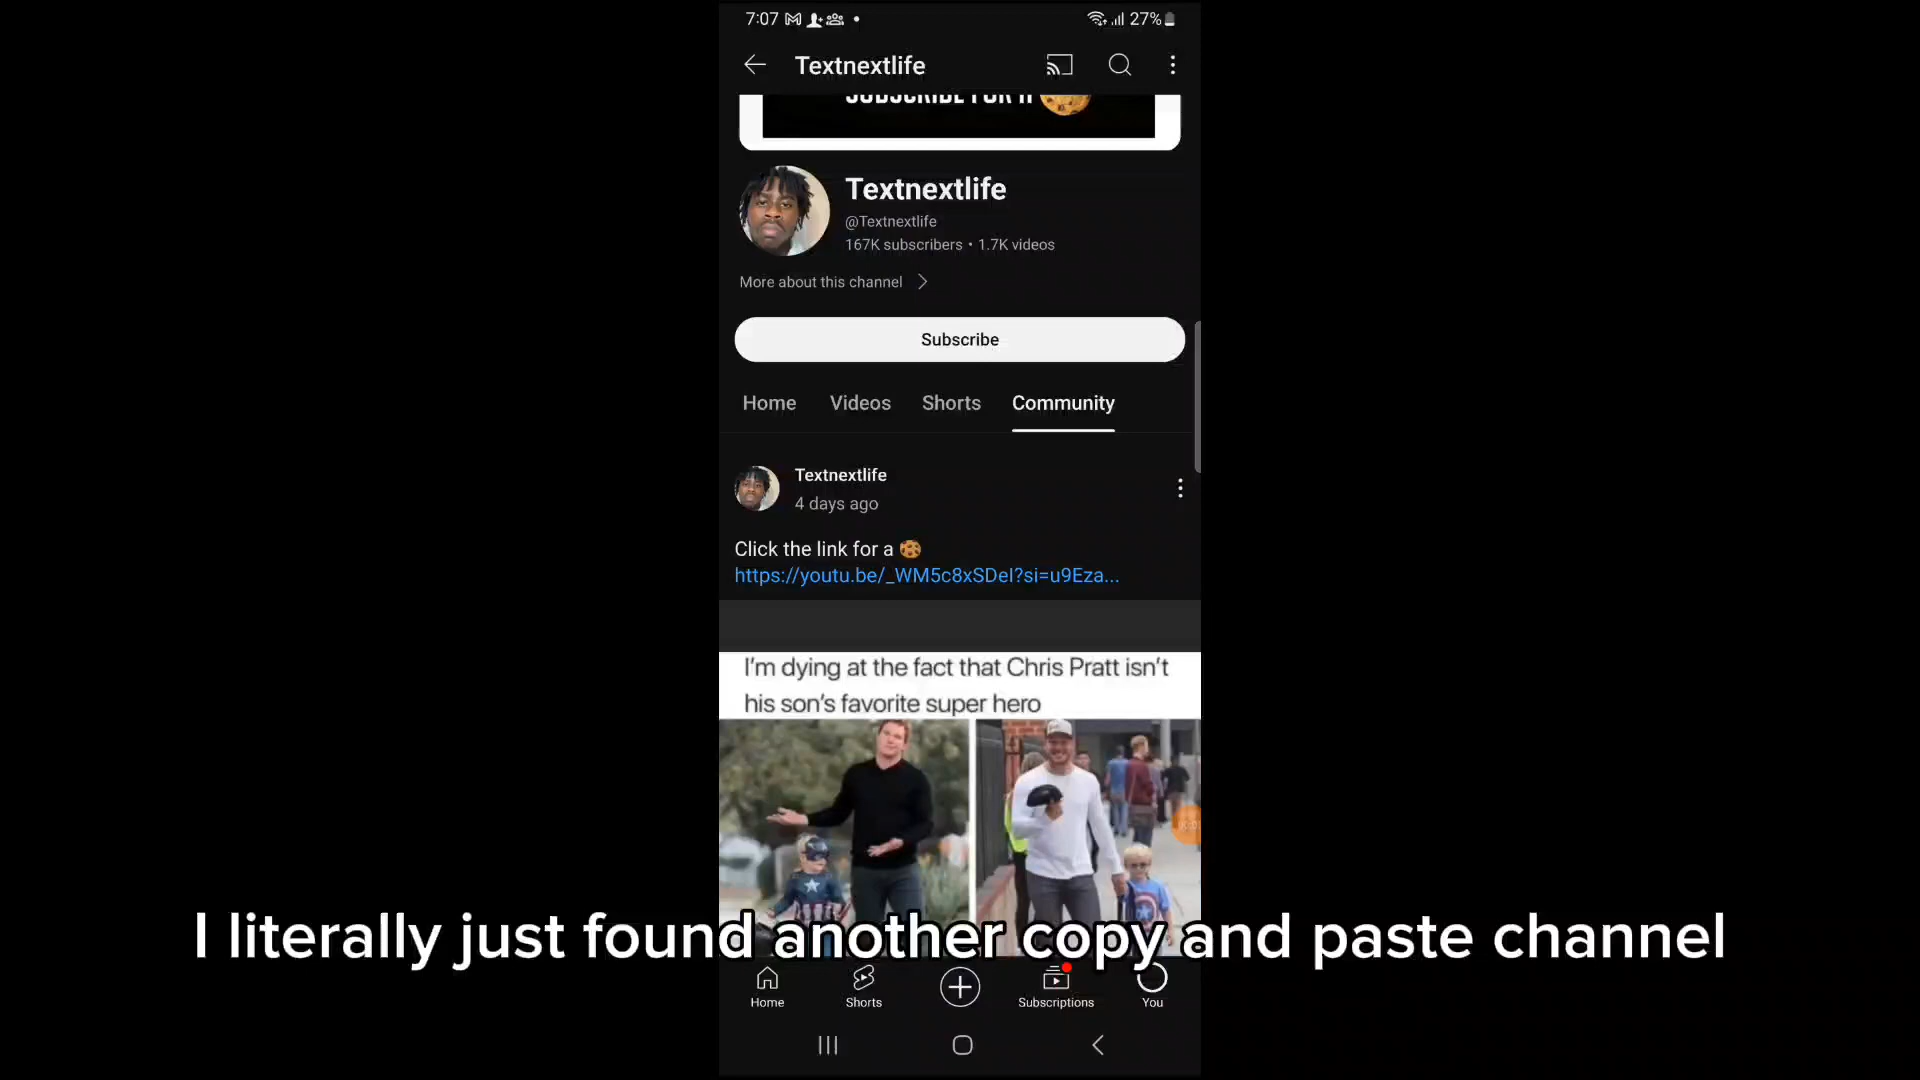 7:07
27%
Textnextlife
SUBSCRIBE FOR A
Textnextlife
@Textnextlife
167K subscribers • 1.7K videos
More about this channel
Subscribe
Home Videos Shorts Community
Textnextlife
4 days ago
Click the link for a 🍪
https://youtu.be/_WM5c8xSDeI?si=u9Eza...
I'm dying at the fact that Chris Pratt isn't
his son's favorite super hero
I literally just found another copy and paste channel
Home Shorts Subscriptions You